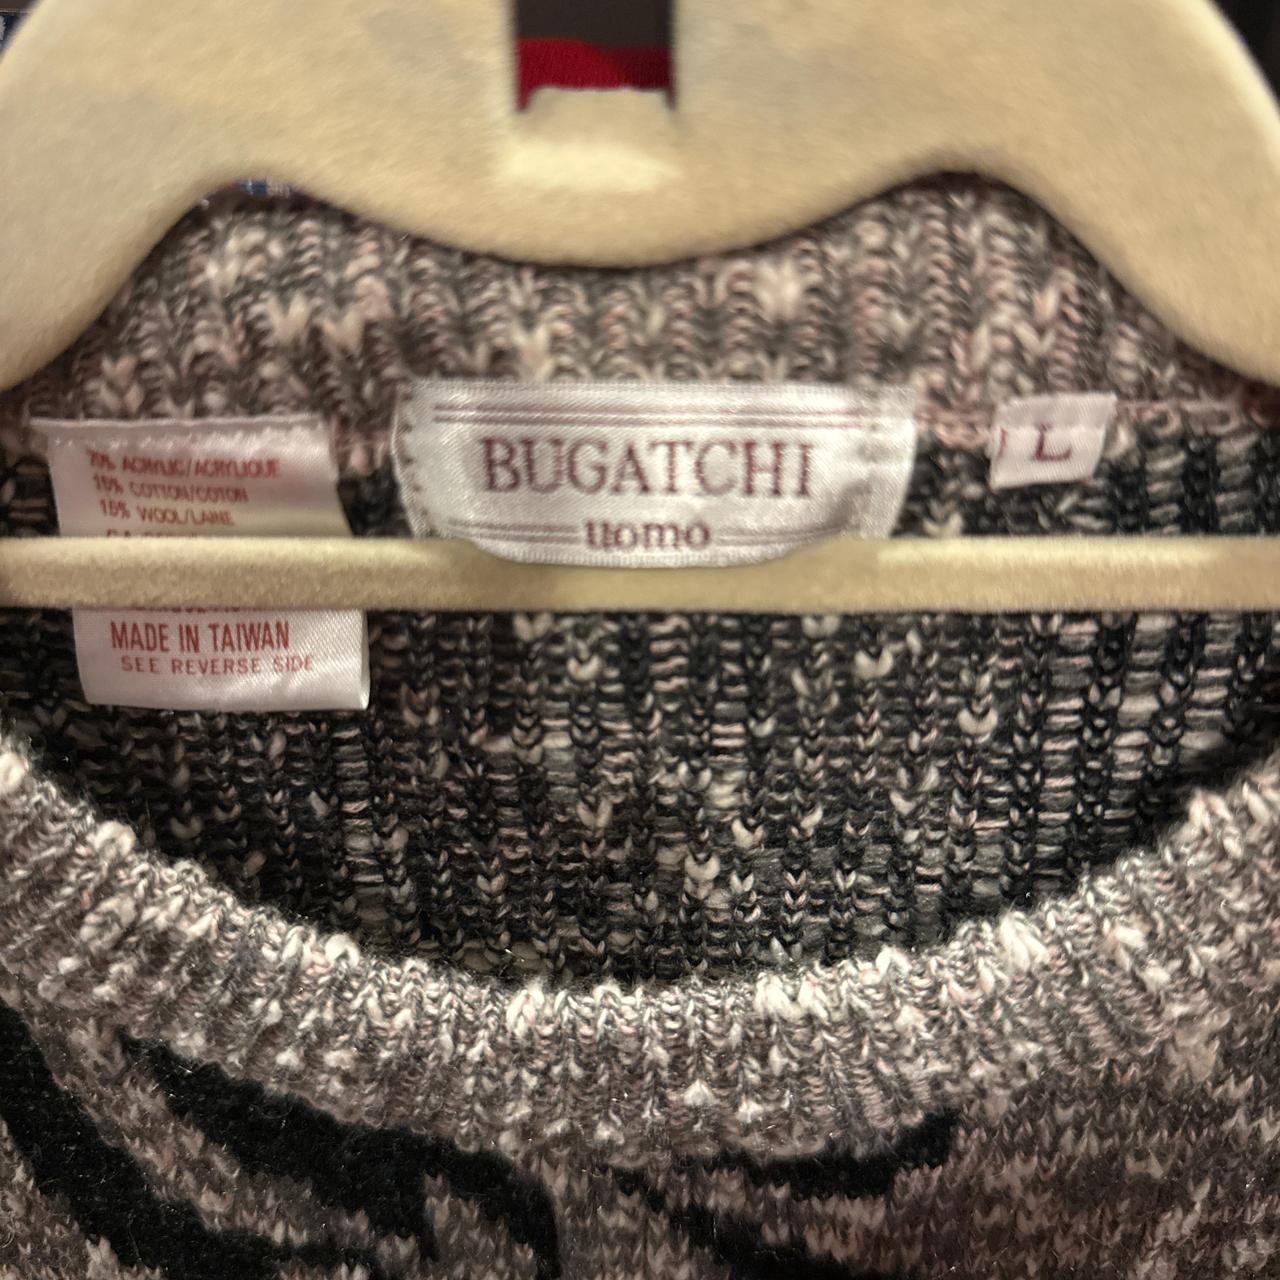 70% ACRYLIC/ACRYLIQUE
15% COTTON/COTON
15% WOOL/LAINE
MADE IN TAIWAN
SEE REVERSE SIDE
BUGATCHI
uomo
L